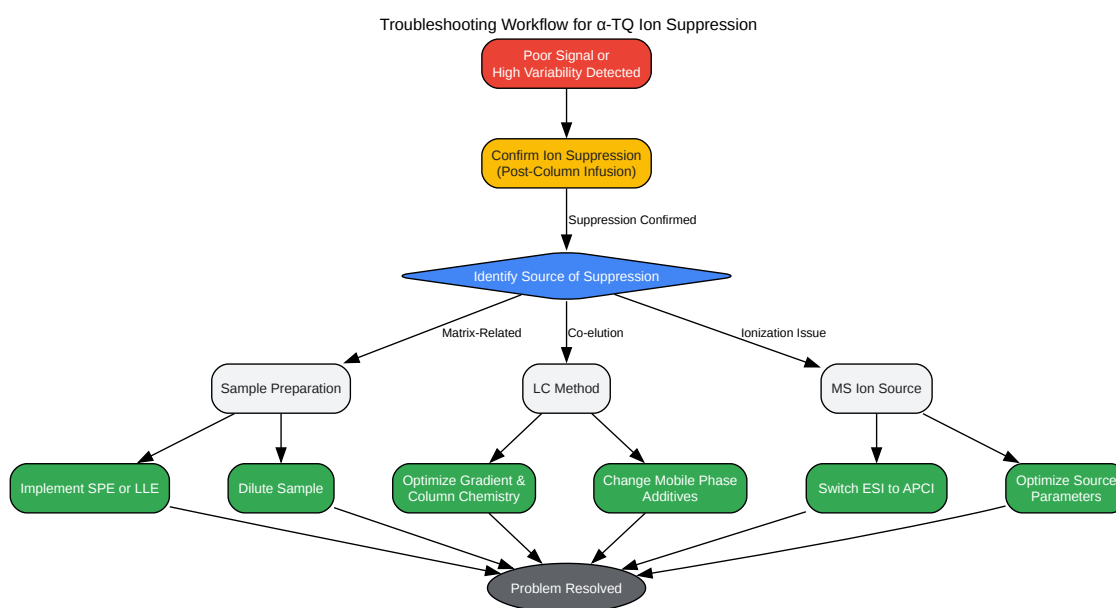 Troubleshooting Workflow for α-TQ Ion Suppression
Poor Signal or
High Variability Detected
Confirm Ion Suppression
(Post-Column Infusion)
Suppression Confirmed
Identify Source of Suppression
Matrix-Related
Co-elution
Ionization Issue
Sample Preparation
LC Method
MS Ion Source
Implement SPE or LLE
Dilute Sample
Optimize Gradient &
Column Chemistry
Change Mobile Phase
Additives
Switch ESI to APCI
Optimize Source
Parameters
Problem Resolved